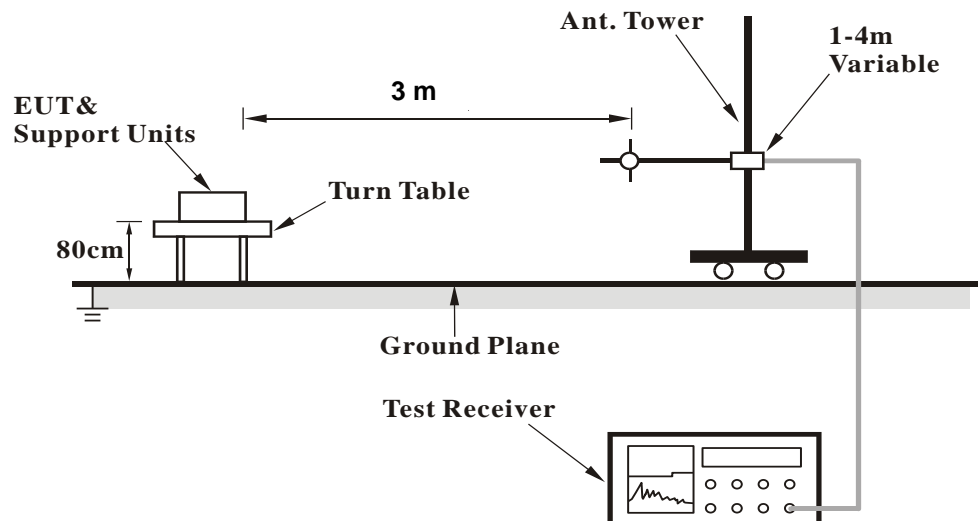 Ant. Tower
1-4m
Variable
3 m
EUT&
Support Units
Turn Table
80cm
Ground Plane
Test Receiver